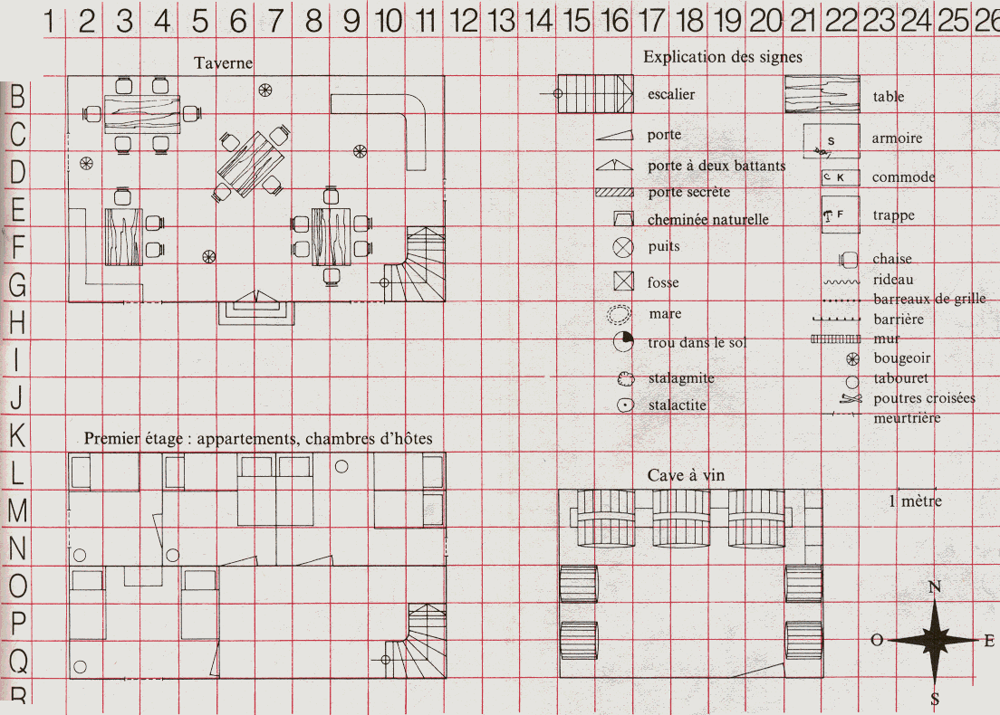 1 2 3 4 5 6 7 8 9 10 11 12 13 14 15 16 17 18 19 20 21 22 23 24 25 26
Taverne
Explication des signes
B
C
D
E
F
G
H
I
J
K
L
M
N
O
P
Q
R
escalier
porte
porte à deux battants
porte secrète
cheminée naturelle
puits
fosse
mare
trou dans le sol
stalagmite
stalactite
table
S
armoire
C K
commode
F
trappe
chaise
rideau
barreaux de grille
barrière
mur
bougeoir
tabouret
poutres croisées
meurtrière
Premier étage : appartements, chambres d'hôtes
Cave à vin
1 mètre
N
O E
S